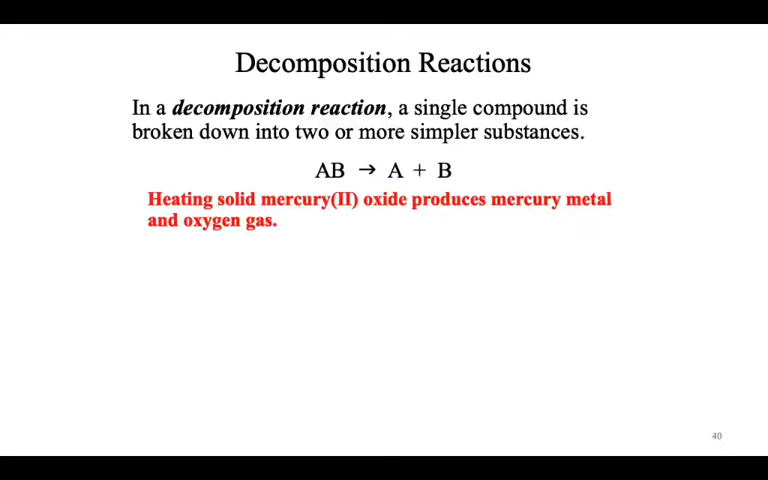 Decomposition Reactions
In a decomposition reaction, a single compound is
broken down into two or more simpler substances.
AB → A + B
Heating solid mercury(II) oxide produces mercury metal
and oxygen gas.
40